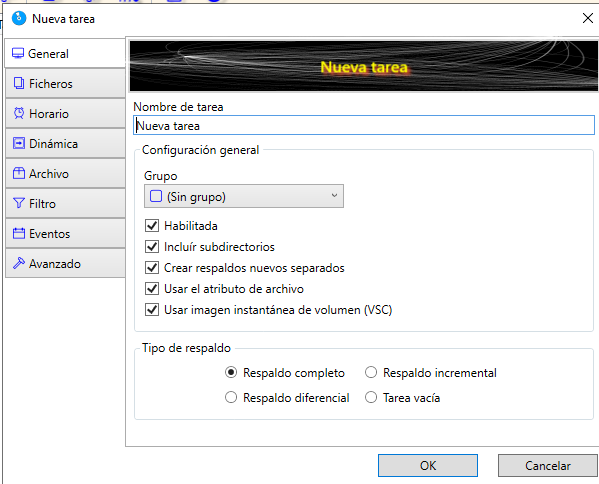 Nueva tarea
General
Ficheros
Horario
Dinámica
Archivo
Filtro
Eventos
Avanzado
Nueva tarea
Nombre de tarea
Nueva tarea
Configuración general
Grupo
(Sin grupo)
Habilitada
Incluír subdirectorios
Crear respaldos nuevos separados
Usar el atributo de archivo
Usar imagen instantánea de volumen (VSC)
Tipo de respaldo
Respaldo completo Respaldo incremental
Respaldo diferencial Tarea vacía
OK Cancelar